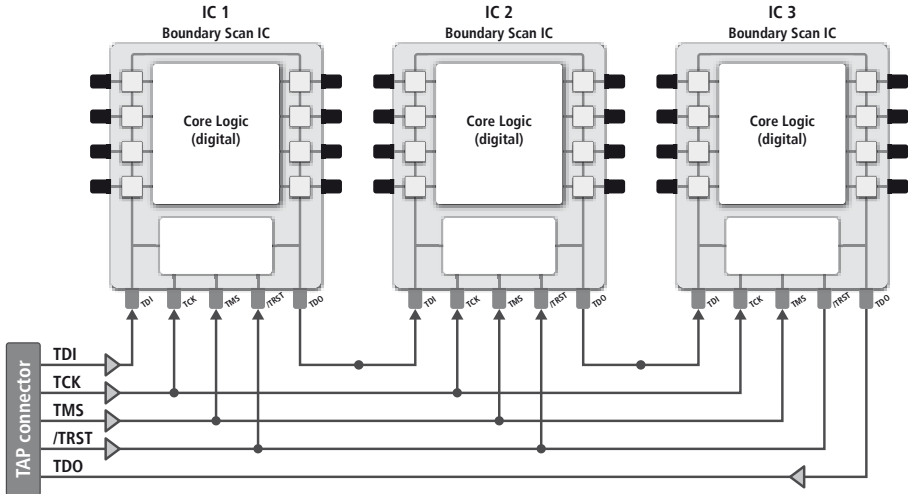 IC 1
Boundary Scan IC
IC 2
Boundary Scan IC
IC 3
Boundary Scan IC
Core Logic
(digital)
Core Logic
(digital)
Core Logic
(digital)
TDI
TCK
TMS
/TRST
TDO
TDI
TCK
TMS
/TRST
TDO
TDI
TCK
TMS
/TRST
TDO
TAP connector
TDI
TCK
TMS
/TRST
TDO